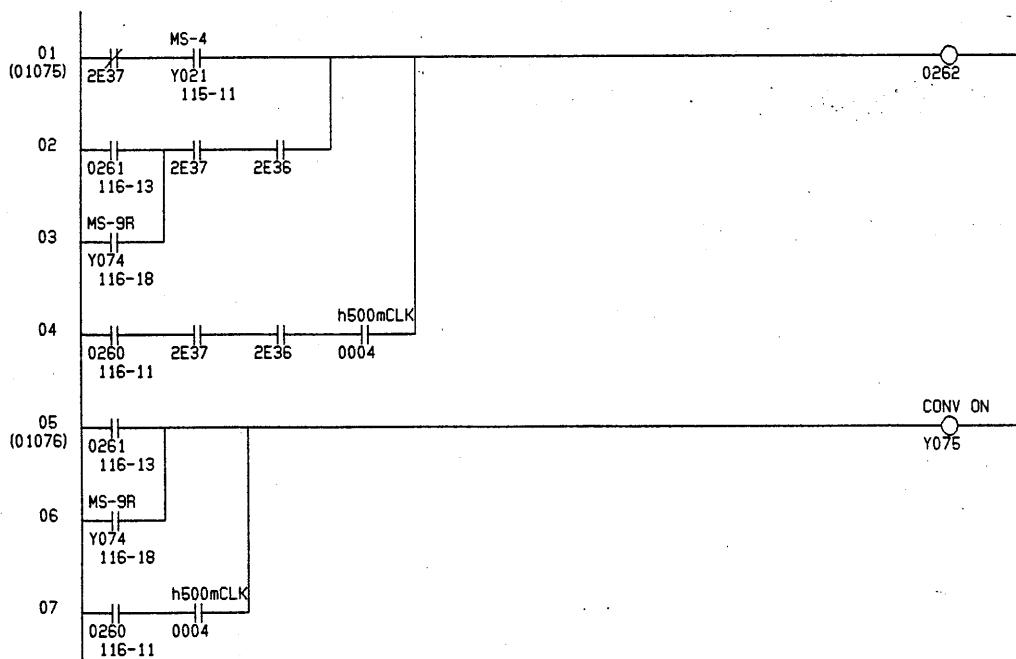 01 MS-4
(01075) 2E37 Y021 0262
115-11
02
0261 2E37 2E36
116-13
MS-9R
03
Y074
116-18
h500mCLK
04
0260 2E37 2E36 0004
116-11
05 CONV ON
(01076) 0261 Y075
116-13
MS-9R
06
Y074
116-18
h500mCLK
07
0260 0004
116-11